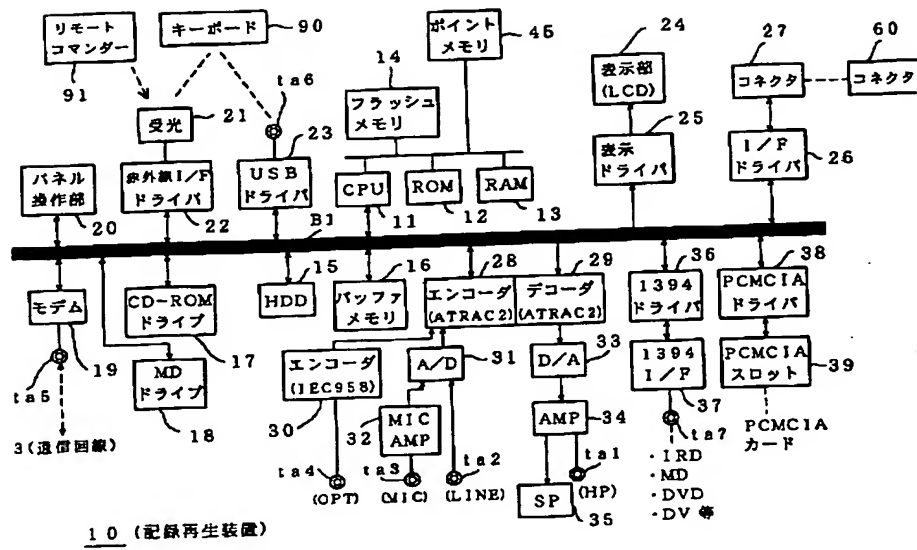 リモート
コマンダー
91
キーボード
90
ポイント
メモリ
45
24
表示部
(LCD)
27
コネクタ
60
コネクタ
14
フラッシュ
メモリ
ta6
受光
21
23
25
表示
ドライバ
I/F
ドライバ
26
パネル
操作部
20
赤外線I/F
ドライバ
22
USB
ドライバ
CPU
11
ROM
12
RAM
13
B1
モデム
19
ta5
3(通信回線)
CD-ROM
ドライブ
17
MD
ドライブ
18
15
HDD
16
バッファ
メモリ
28
エンコーダ
(ATRAC2)
29
デコーダ
(ATRAC2)
36
1394
ドライバ
38
PCMCIA
ドライバ
エンコーダ
(IEC958)
30
A/D
31
D/A
33
1394
I/F
37
PCMCIA
スロット
39
32
MIC
AMP
AMP
34
ta7
PCMCIA
カード
ta4
(OPT)
ta3
(MIC)
ta2
(LINE)
ta1
(HP)
SP
35
・IRD
・MD
・DVD
・DV 等
10 (記録再生装置)